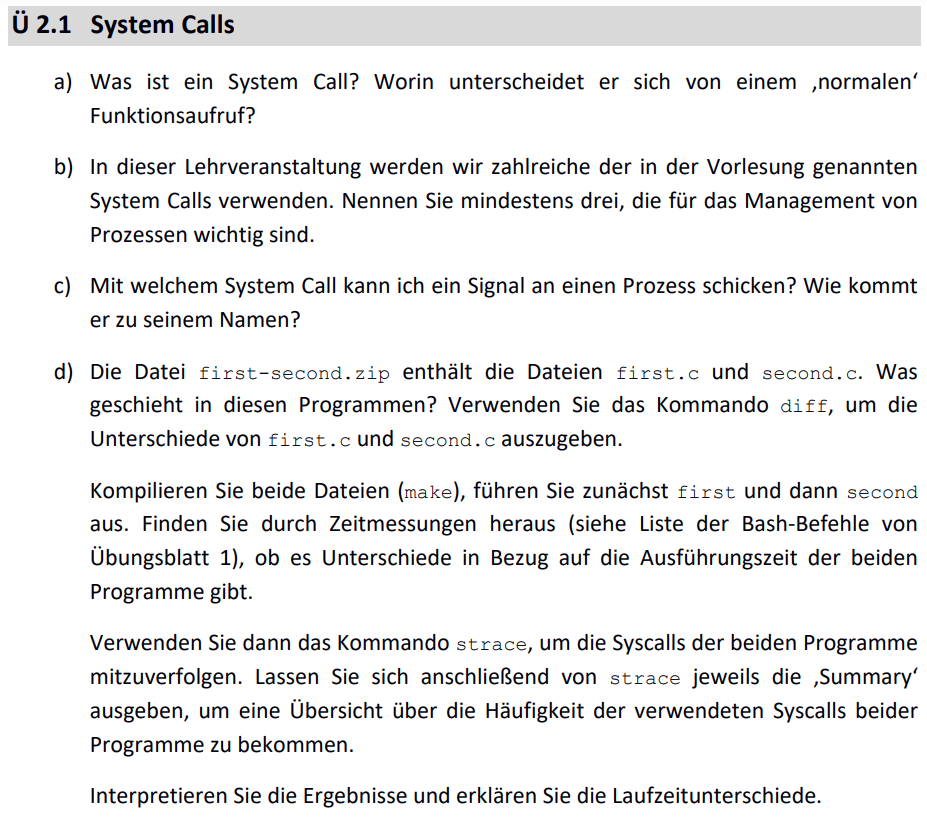 Ü 2.1 System Calls
a) Was ist ein System Call? Worin unterscheidet er sich von einem ‚normalen‘
Funktionsaufruf?
b) In dieser Lehrveranstaltung werden wir zahlreiche der in der Vorlesung genannten
System Calls verwenden. Nennen Sie mindestens drei, die für das Management von
Prozessen wichtig sind.
c) Mit welchem System Call kann ich ein Signal an einen Prozess schicken? Wie kommt
er zu seinem Namen?
d) Die Datei first-second.zip enthält die Dateien first.c und second.c. Was
geschieht in diesen Programmen? Verwenden Sie das Kommando diff, um die
Unterschiede von first.c und second.c auszugeben.
Kompilieren Sie beide Dateien (make), führen Sie zunächst first und dann second
aus. Finden Sie durch Zeitmessungen heraus (siehe Liste der Bash-Befehle von
Übungsblatt 1), ob es Unterschiede in Bezug auf die Ausführungszeit der beiden
Programme gibt.
Verwenden Sie dann das Kommando strace, um die Syscalls der beiden Programme
mitzuverfolgen. Lassen Sie sich anschließend von strace jeweils die ‚Summary‘
ausgeben, um eine Übersicht über die Häufigkeit der verwendeten Syscalls beider
Programme zu bekommen.
Interpretieren Sie die Ergebnisse und erklären Sie die Laufzeitunterschiede.